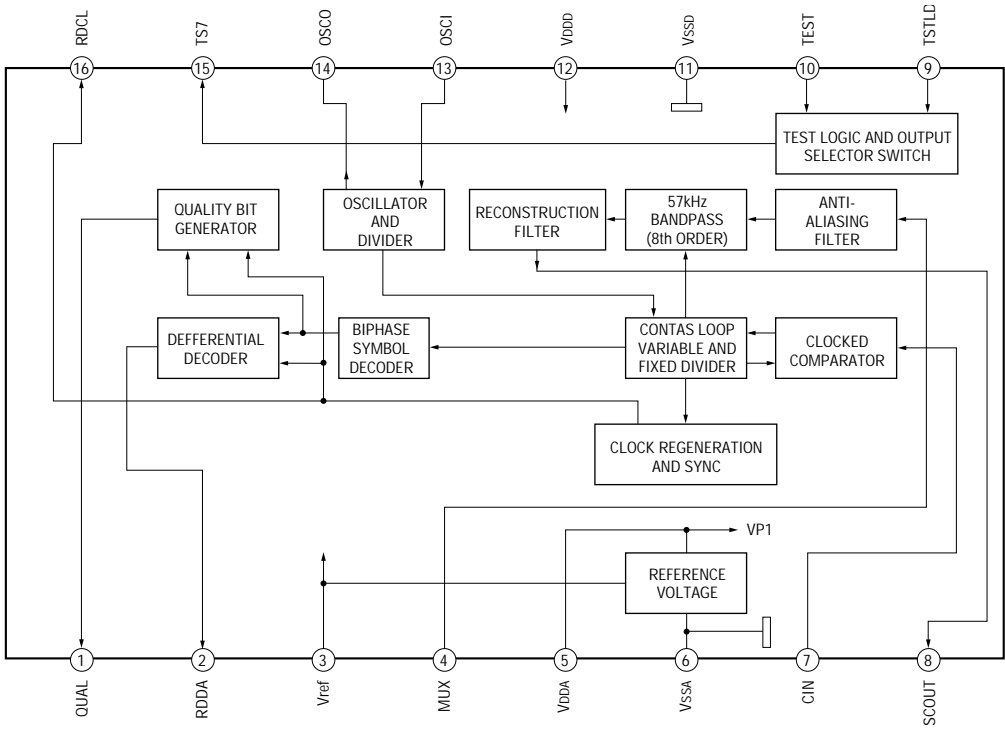 RDCL
TS7
OSCO
OSCI
VDDD
VSSD
TEST
TSTLD
16
15
14
13
12
11
10
9
TEST LOGIC AND OUTPUT
SELECTOR SWITCH
QUALITY BIT
GENERATOR
OSCILLATOR
AND
DIVIDER
RECONSTRUCTION
FILTER
57kHz
BANDPASS
(8th ORDER)
ANTI-
ALIASING
FILTER
DEFFERENTIAL
DECODER
BIPHASE
SYMBOL
DECODER
CONTAS LOOP
VARIABLE AND
FIXED DIVIDER
CLOCKED
COMPARATOR
CLOCK REGENERATION
AND SYNC
VP1
REFERENCE
VOLTAGE
1
2
3
4
5
6
7
8
QUAL
RDDA
Vref
MUX
VDDA
VSSA
CIN
SCOUT